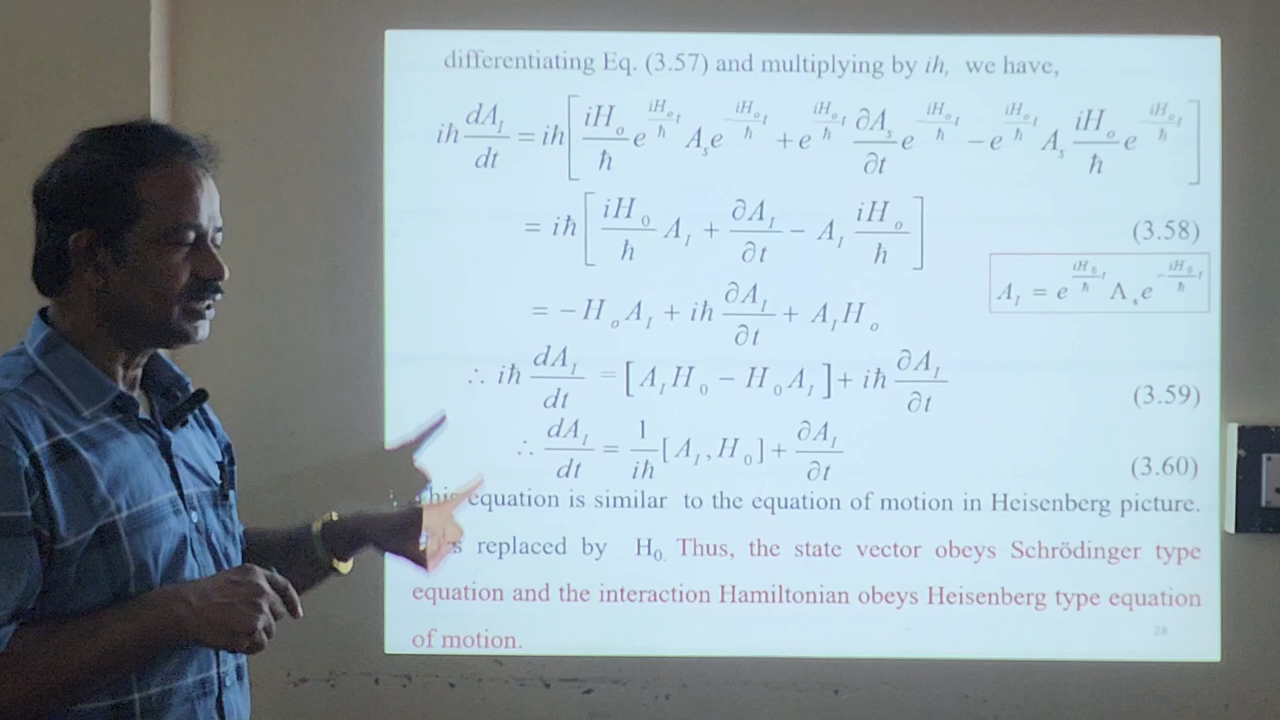 differentiating Eq. (3.57) and multiplying by ih, we have,
iħ dA_I/dt = iħ[ iH_o/ħ e^{iH_o t/ħ} A_s e^{iH_o t/ħ} + e^{iH_o t/ħ} ∂A_s/∂t e^{iH_o t/ħ} − e^{iH_o t/ħ} A_s iH_o/ħ e^{iH_o t/ħ} ]
= iħ[ iH_0/ħ A_I + ∂A_I/∂t − A_I iH_o/ħ ] (3.58)
A_I = e^{iH_0 t/ħ} A_s e^{-iH_0 t/ħ}
= −H_o A_I + iħ ∂A_I/∂t + A_I H_o
∴ iħ dA_I/dt = [A_I H_0 − H_0 A_I] + iħ ∂A_I/∂t (3.59)
∴ dA_I/dt = 1/iħ [A_I, H_0] + ∂A_I/∂t (3.60)
equation is similar to the equation of motion in Heisenberg picture.
replaced by H_0. Thus, the state vector obeys Schrödinger type
equation and the interaction Hamiltonian obeys Heisenberg type equation
of motion.
28